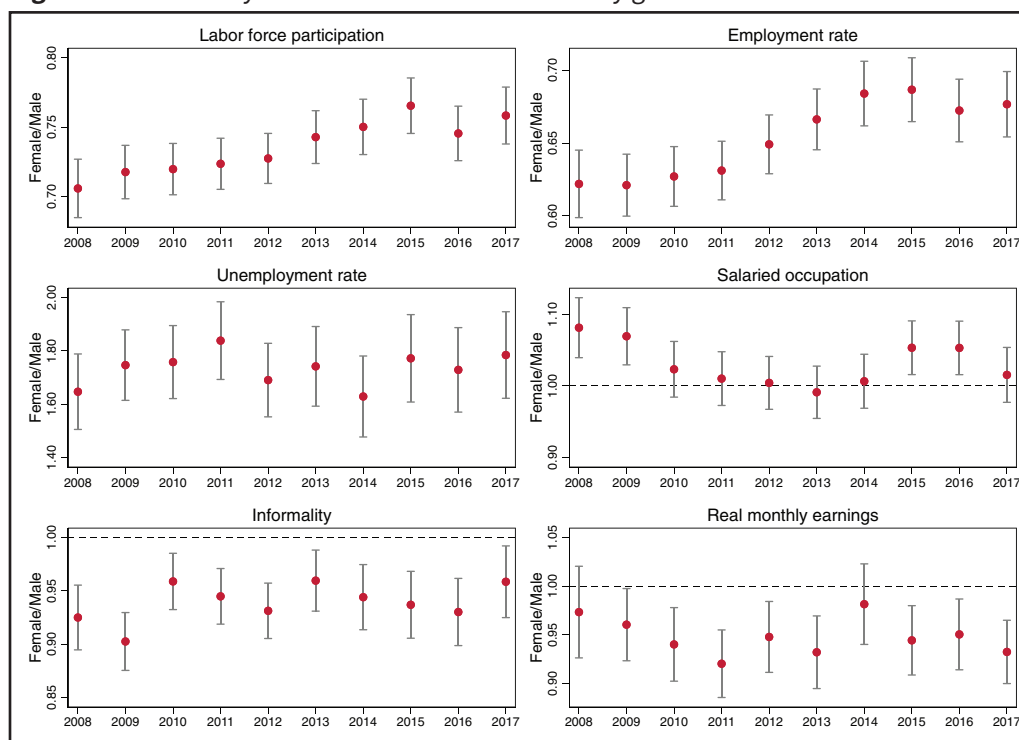 Labor force participation
Female/Male
0.80
0.75
0.70
2008 2009 2010 2011 2012 2013 2014 2015 2016 2017
Employment rate
Female/Male
0.70
0.65
0.60
2008 2009 2010 2011 2012 2013 2014 2015 2016 2017
Unemployment rate
Female/Male
2.00
1.80
1.60
1.40
2008 2009 2010 2011 2012 2013 2014 2015 2016 2017
Salaried occupation
Female/Male
1.10
1.00
0.90
2008 2009 2010 2011 2012 2013 2014 2015 2016 2017
Informality
Female/Male
1.00
0.95
0.90
0.85
2008 2009 2010 2011 2012 2013 2014 2015 2016 2017
Real monthly earnings
Female/Male
1.05
1.00
0.95
0.90
2008 2009 2010 2011 2012 2013 2014 2015 2016 2017